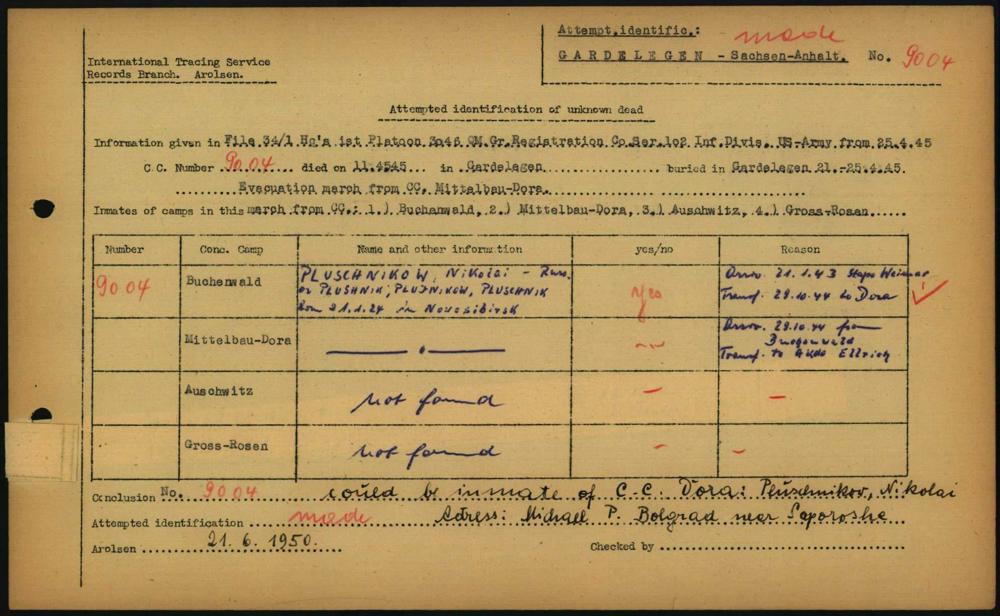 Attempt.identific.: made
GARDELEGEN - Sachsen-Anhalt. No. 9004
International Tracing Service
Records Branch. Arolsen.
Attempted identification of unknown dead
Information given in File 34/1 Hq's 1st Platoon 3046 QM.Gr.Registration Co.Ser.102 Inf.Divis. US-Army from 25.4.45
C.C. Number 9004 died on 11.4.45 in Gardelegen buried in Gardelegen 21.-25.4.45.
Evacuation march from CC. Mittelbau-Dora.
Inmates of camps in this march from CC.: 1.) Buchenwald, 2.) Mittelbau-Dora, 3.) Auschwitz, 4.) Gross-Rosen.
Number Conc. Camp Name and other information yes/no Reason
9004 Buchenwald PLUSCHNIKOW, Nikolai - Russ. yes Arriv. 21.1.43 Stapo Weimar
or PLUSHNIK, PLUJNIKOW, PLUSCHNIK Transf. 29.10.44 to Dora
born 21.1.24 in Novosibirsk
Mittelbau-Dora Arriv. 29.10.44 from
Buchenwald
Transf. to AKdo Ellrich
Auschwitz not found - -
Gross-Rosen not found - -
Conclusion No. 9004 could be inmate of C.C. Dora: Pluschnikov, Nikolai
Attempted identification made Adress: Michael P. Bolgrad near Saporoshe
Arolsen 21.6.1950. Checked by